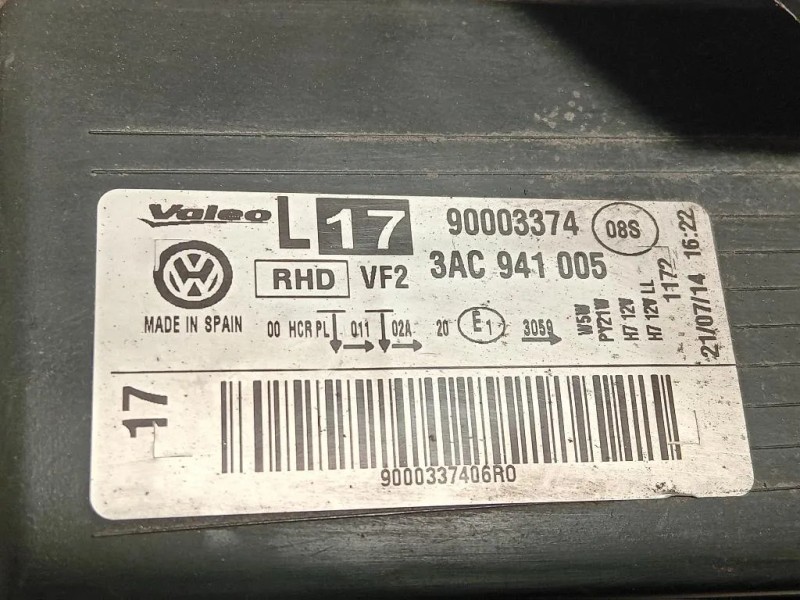 Valeo L 17 90003374 08S
RHD VF2 3AC 941 005
MADE IN SPAIN
00 HCR PL 011 02A 20 E1 3059
W5W
PY21W
H7 12V
H7 12V LL
1172
21/07/14 16:22
17
9000337406R0